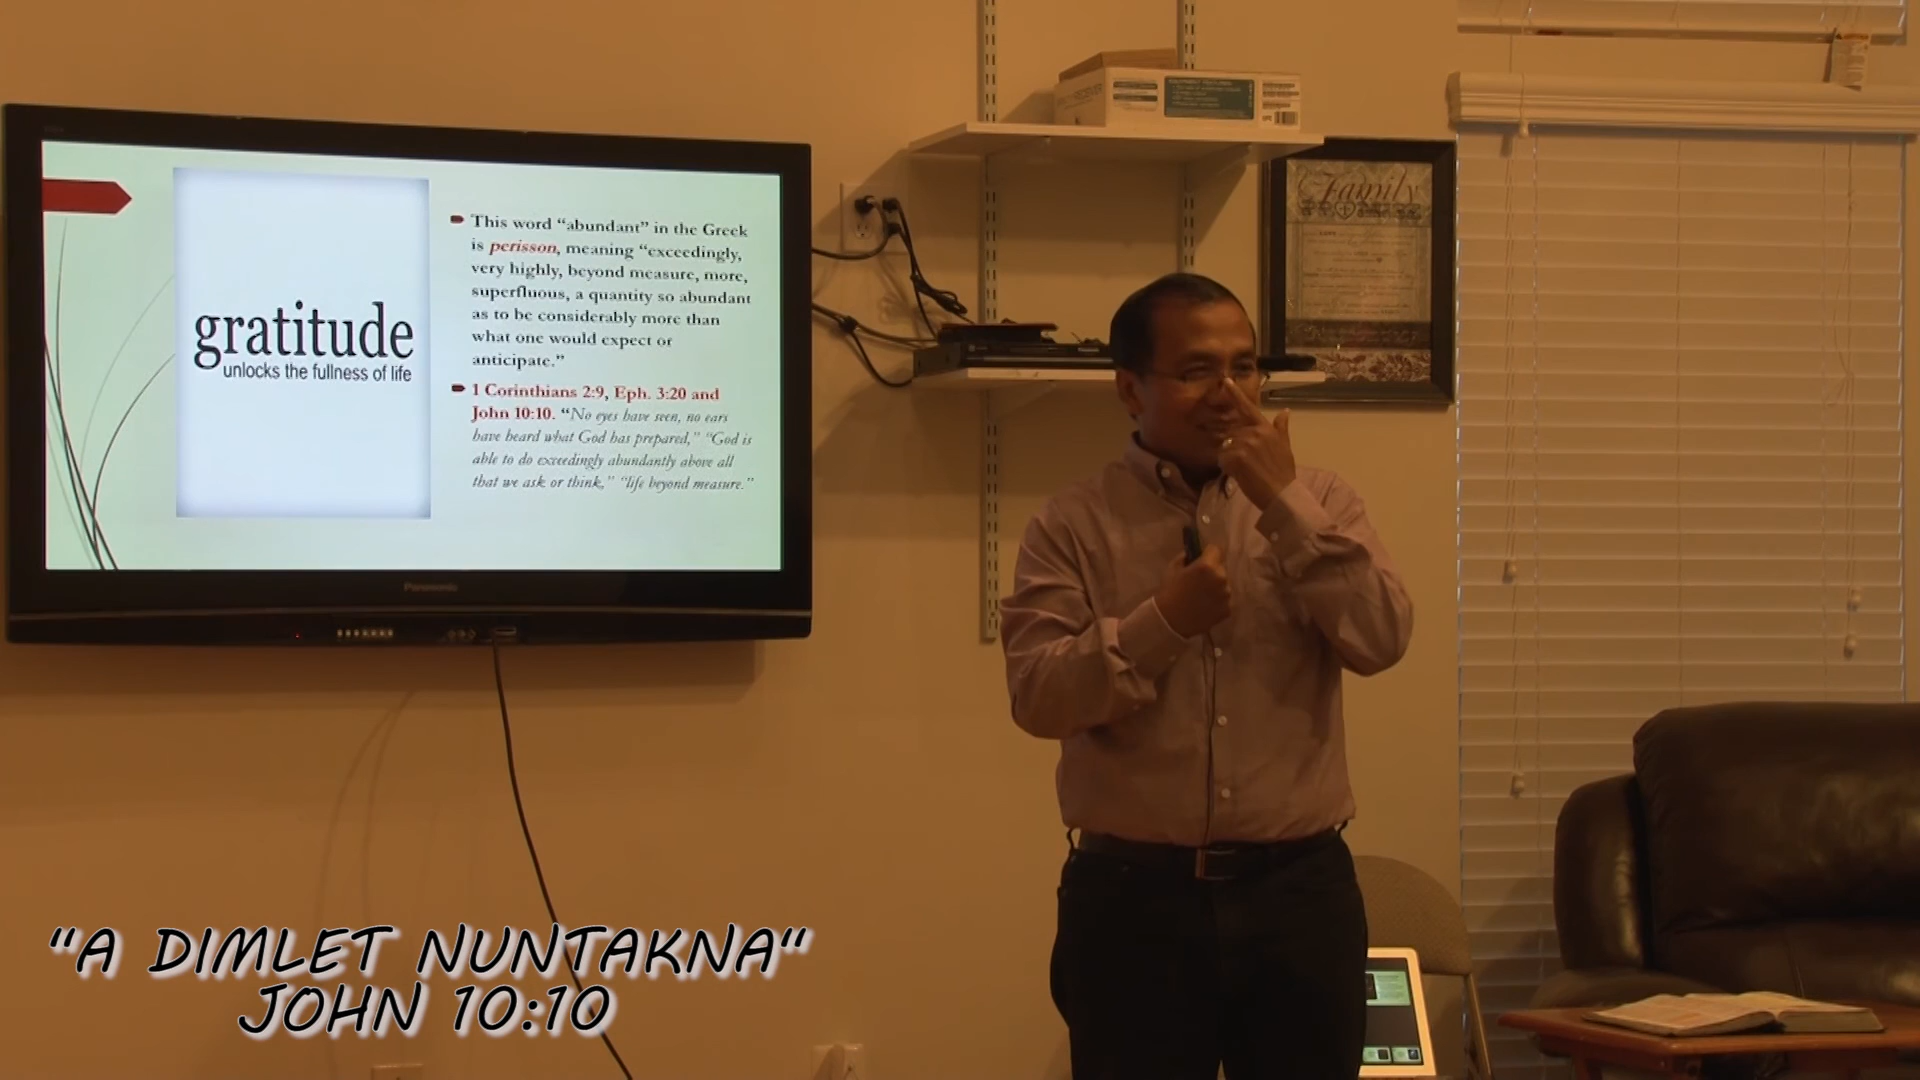 gratitude
unlocks the fullness of life
This word “abundant” in the Greek
is perisson, meaning “exceedingly,
very highly, beyond measure, more,
superfluous, a quantity so abundant
as to be considerably more than
what one would expect or
anticipate.”
1 Corinthians 2:9, Eph. 3:20 and
John 10:10. “No eyes have seen, no ears
have heard what God has prepared,” “God is
able to do exceedingly abundantly above all
that we ask or think,” “life beyond measure.”
Panasonic
RECEIVER
Family
"A DIMLET NUNTAKNA"
JOHN 10:10